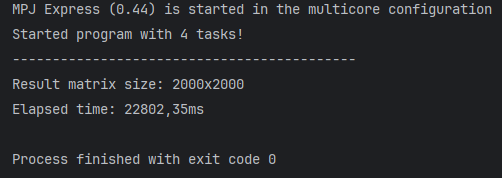 MPJ Express (0.44) is started in the multicore configuration
Started program with 4 tasks!
-------------------------------------------
Result matrix size: 2000x2000
Elapsed time: 22802,35ms
Process finished with exit code 0